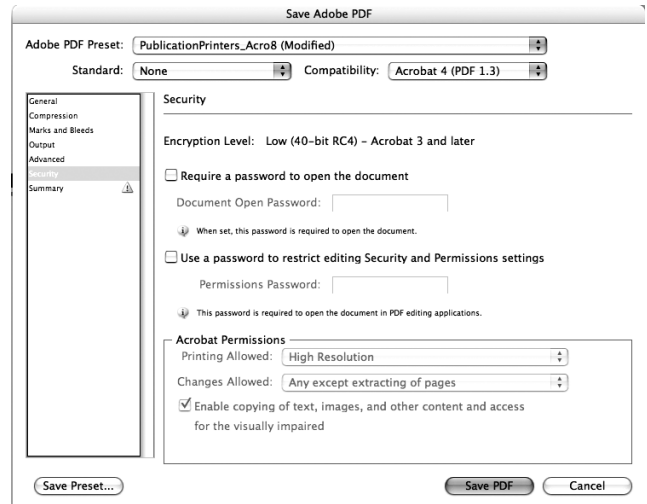 Save Adobe PDF
Adobe PDF Preset: PublicationPrinters_Acro8 (Modified)
Standard: None Compatibility: Acrobat 4 (PDF 1.3)
General
Compression
Marks and Bleeds
Output
Advanced
Security
Summary
Security
Encryption Level: Low (40-bit RC4) – Acrobat 3 and later
Require a password to open the document
Document Open Password:
When set, this password is required to open the document.
Use a password to restrict editing Security and Permissions settings
Permissions Password:
This password is required to open the document in PDF editing applications.
Acrobat Permissions
Printing Allowed: High Resolution
Changes Allowed: Any except extracting of pages
Enable copying of text, images, and other content and access
for the visually impaired
Save Preset... Save PDF Cancel